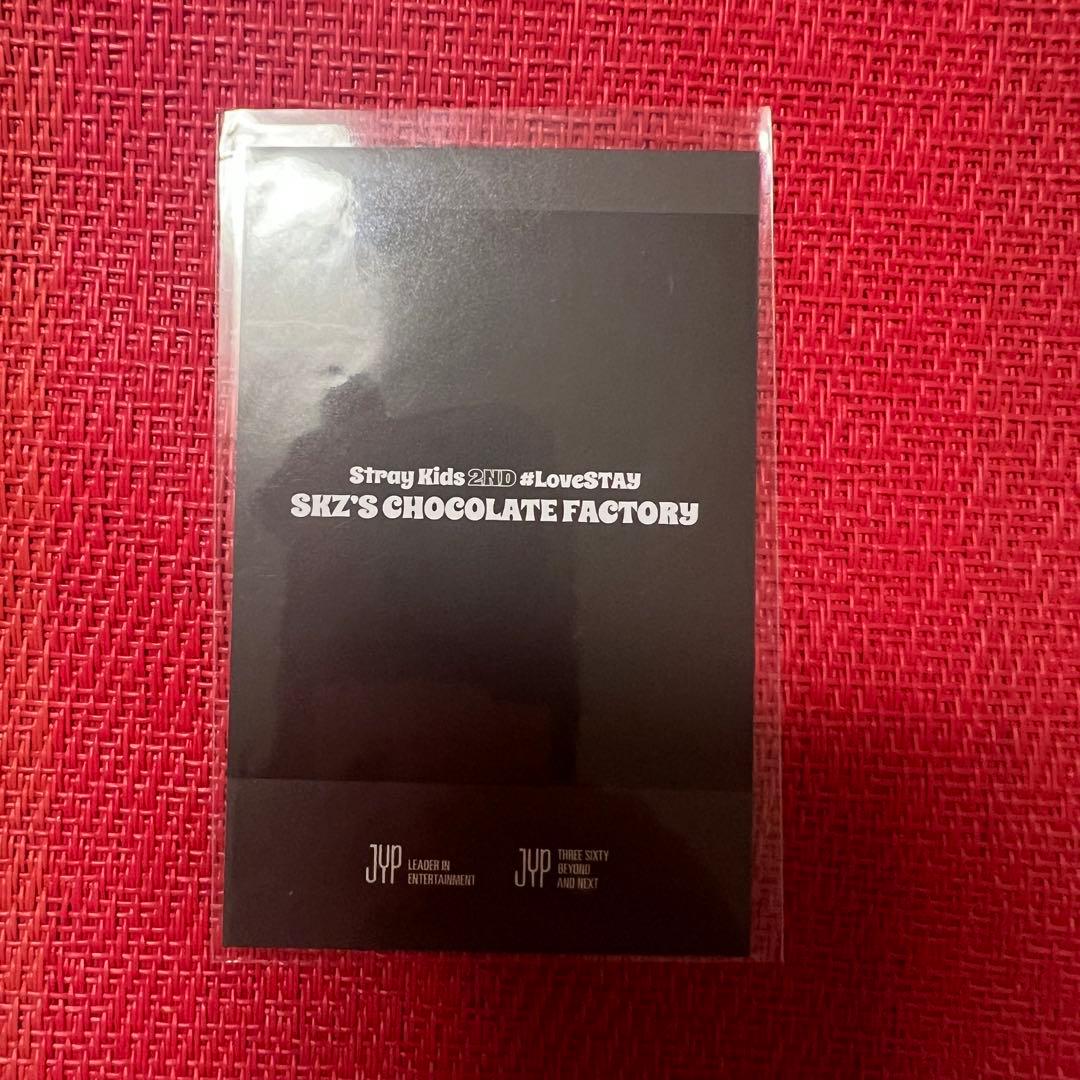 Stray Kids 2ND #LoveSTAY
SKZ'S CHOCOLATE FACTORY
JYP LEADER IN
ENTERTAINMENT
JYP THREE SIXTY
BEYOND
AND NEXT